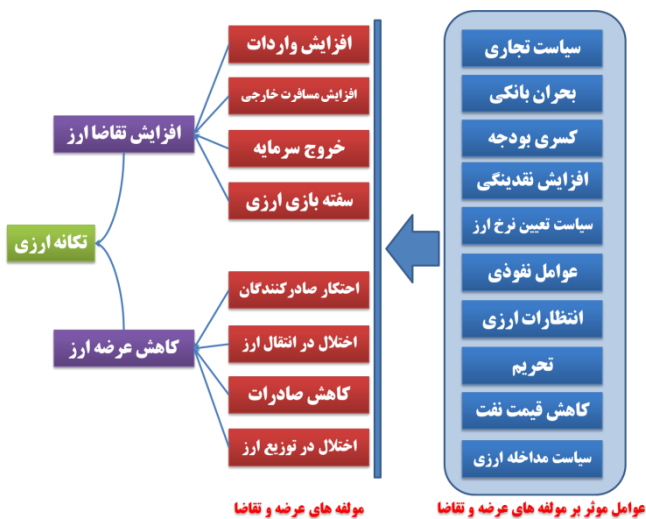 سیاست تجاری
بحران بانکی
کسری بودجه
افزایش نقدینگی
سیاست تعیین نرخ ارز
عوامل نفوذی
انتظارات ارزی
تحریم
کاهش قیمت نفت
سیاست مداخله ارزی
عوامل موثر بر مولفه های عرضه و تقاضا
افزایش واردات
افزایش مسافرت خارجی
خروج سرمایه
سفته بازی ارزی
احتکار صادرکنندگان
اختلال در انتقال ارز
کاهش صادرات
اختلال در توزیع ارز
مولفه های عرضه و تقاضا
افزایش تقاضا ارز
کاهش عرضه ارز
تکانه ارزی